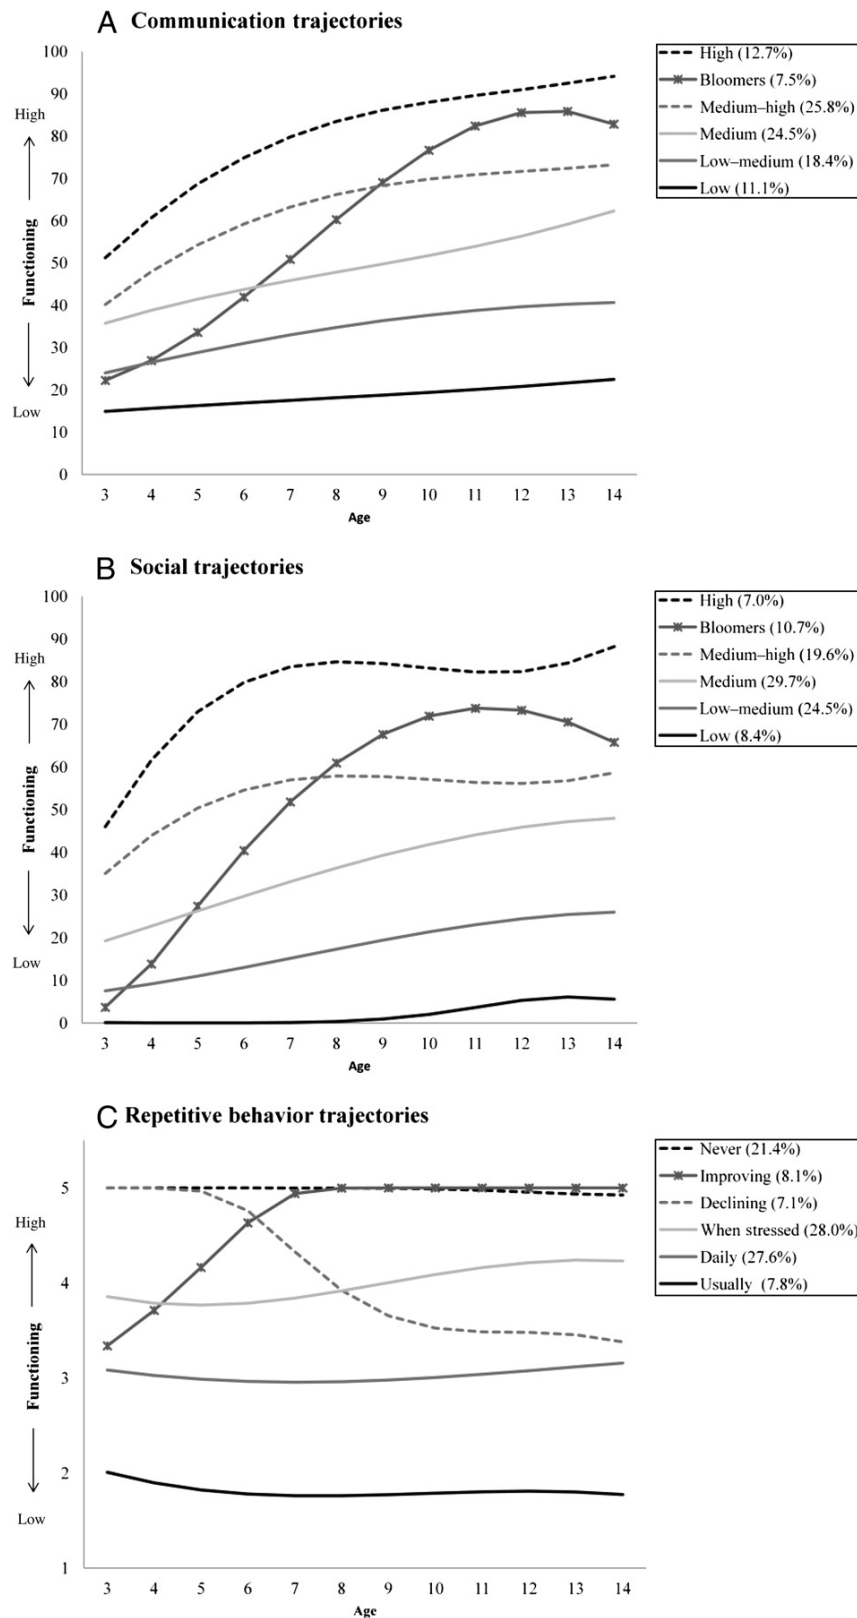 A Communication trajectories
100
90
80
70
60
50
40
30
20
10
0
High
Functioning
Low
3 4 5 6 7 8 9 10 11 12 13 14
Age
High (12.7%)
Bloomers (7.5%)
Medium–high (25.8%)
Medium (24.5%)
Low–medium (18.4%)
Low (11.1%)
B Social trajectories
100
90
80
70
60
50
40
30
20
10
0
High
Functioning
Low
3 4 5 6 7 8 9 10 11 12 13 14
Age
High (7.0%)
Bloomers (10.7%)
Medium–high (19.6%)
Medium (29.7%)
Low–medium (24.5%)
Low (8.4%)
C Repetitive behavior trajectories
5
4
3
2
1
High
Functioning
Low
3 4 5 6 7 8 9 10 11 12 13 14
Age
Never (21.4%)
Improving (8.1%)
Declining (7.1%)
When stressed (28.0%)
Daily (27.6%)
Usually (7.8%)